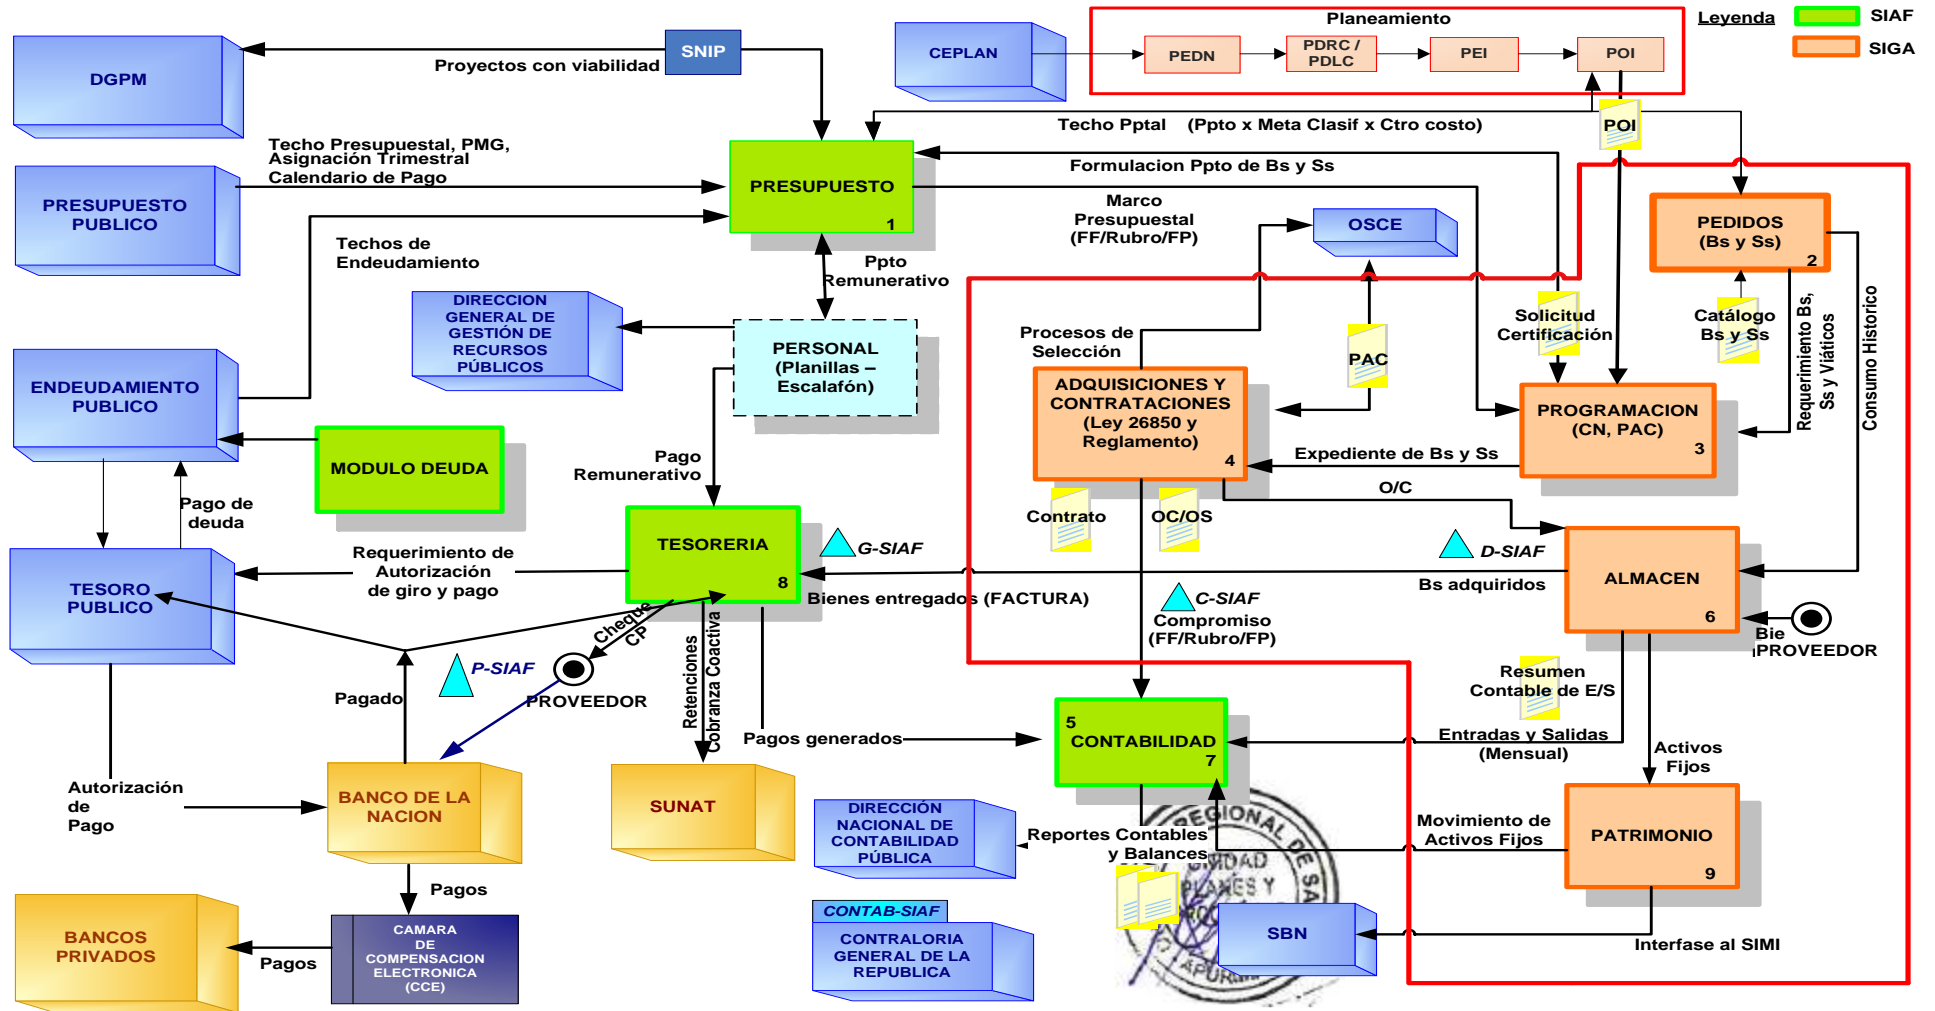 Leyenda
SIAF
SIGA
Planeamiento
CEPLAN
PEDN
PDRC /
PDLC
PEI
POI
SNIP
Proyectos con viabilidad
DGPM
Techo Pptal    (Ppto x Meta Clasif x Ctro costo)
POI
Techo Presupuestal, PMG,
Asignación Trimestral
Calendario de Pago
PRESUPUESTO
PUBLICO
PRESUPUESTO
1
Formulacion Ppto de Bs y Ss
Marco
Presupuestal
(FF/Rubro/FP)
OSCE
PEDIDOS
(Bs y Ss)
2
Techos de
Endeudamiento
Ppto
Remunerativo
DIRECCION
GENERAL DE
GESTIÓN DE
RECURSOS
PÚBLICOS
PERSONAL
(Planillas –
Escalafón)
Procesos de
Selección
PAC
Solicitud
Certificación
Catálogo
Bs y Ss
Requerimiento Bs,
Ss y Viáticos
Consumo Historico
ENDEUDAMIENTO
PUBLICO
MODULO DEUDA
ADQUISICIONES Y
CONTRATACIONES
(Ley 26850 y
Reglamento)
4
PROGRAMACION
(CN, PAC)
3
Expediente de Bs y Ss
O/C
Pago
Remunerativo
Pago de
deuda
Contrato
OC/OS
TESORERIA
8
G-SIAF
D-SIAF
Requerimiento de
Autorización
de giro y pago
TESORO
PUBLICO
Bs adquiridos
ALMACEN
6
Bienes entregados (FACTURA)
C-SIAF
Compromiso
(FF/Rubro/FP)
Cheque
CP
Retenciones
Cobranza Coactiva
Bie
PROVEEDOR
P-SIAF
Pagado
PROVEEDOR
Resumen
Contable de E/S
5
CONTABILIDAD
7
Pagos generados
Entradas y Salidas
(Mensual)
Activos
Fijos
Autorización
de
Pago
BANCO DE LA
NACION
SUNAT
DIRECCIÓN
NACIONAL DE
CONTABILIDAD
PÚBLICA
Reportes Contables
y Balances
Movimiento de
Activos Fijos
PATRIMONIO
9
REGIONAL DE SA
UNIDAD
PLANES Y
Pagos
CONTAB-SIAF
CONTRALORIA
GENERAL DE LA
REPUBLICA
SBN
Interfase al SIMI
BANCOS
PRIVADOS
Pagos
CAMARA
DE
COMPENSACION
ELECTRONICA
(CCE)